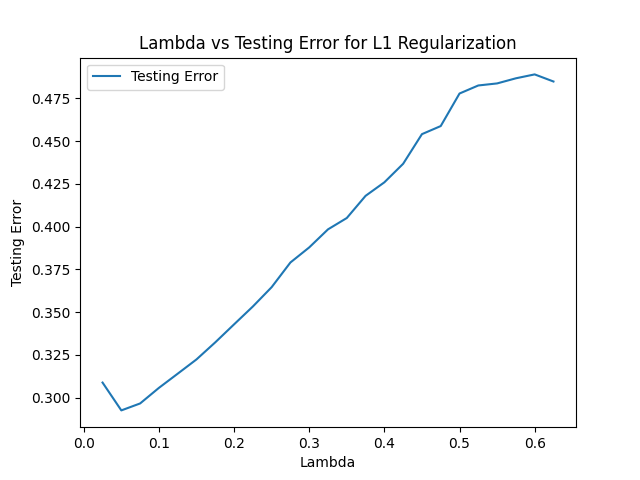 Lambda vs Testing Error for L1 Regularization
Testing Error
0.475
0.450
0.425
0.400
0.375
0.350
0.325
0.300
Testing Error
0.0 0.1 0.2 0.3 0.4 0.5 0.6
Lambda